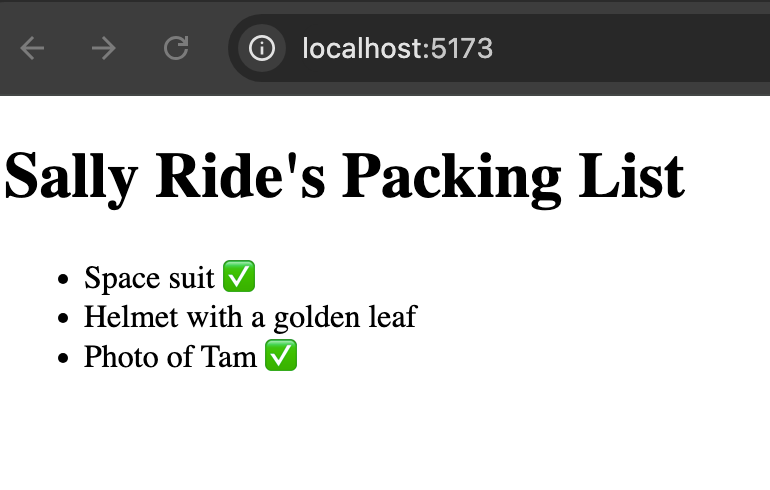 localhost:5173
Sally Ride's Packing List
• Space suit ✅
• Helmet with a golden leaf
• Photo of Tam ✅